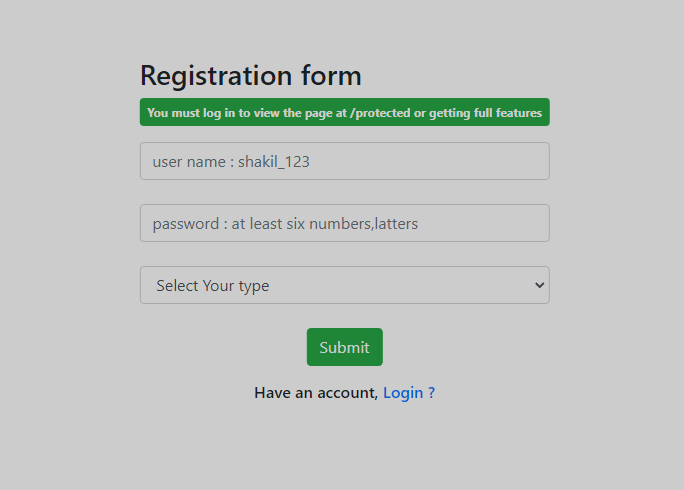 Registration form
You must log in to view the page at /protected or getting full features
user name : shakil_123
password : at least six numbers,latters
Select Your type
Submit
Have an account, Login ?